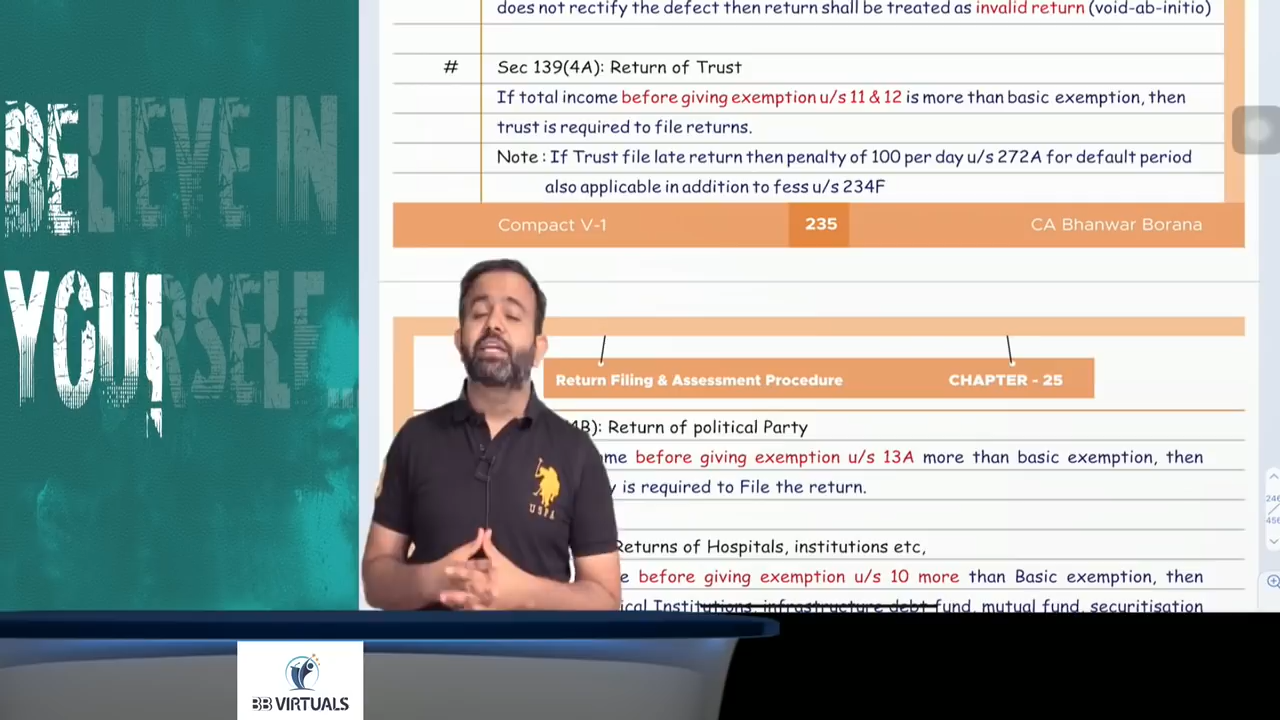 BELIEVE IN
YOURSELF...
does not rectify the defect then return shall be treated as invalid return (void-ab-initio)
# Sec 139(4A): Return of Trust
If total income before giving exemption u/s 11 & 12 is more than basic exemption, then
trust is required to file returns.
Note : If Trust file late return then penalty of 100 per day u/s 272A for default period
also applicable in addition to fess u/s 234F
Compact V-1 235 CA Bhanwar Borana
Return Filing & Assessment Procedure CHAPTER - 25
4B): Return of political Party
me before giving exemption u/s 13A more than basic exemption, then
y is required to File the return.
Returns of Hospitals, institutions etc,
e before giving exemption u/s 10 more than Basic exemption, then
ical Institutions, infrastructure debt fund, mutual fund, securitisation
246
456
USPA
BB VIRTUALS